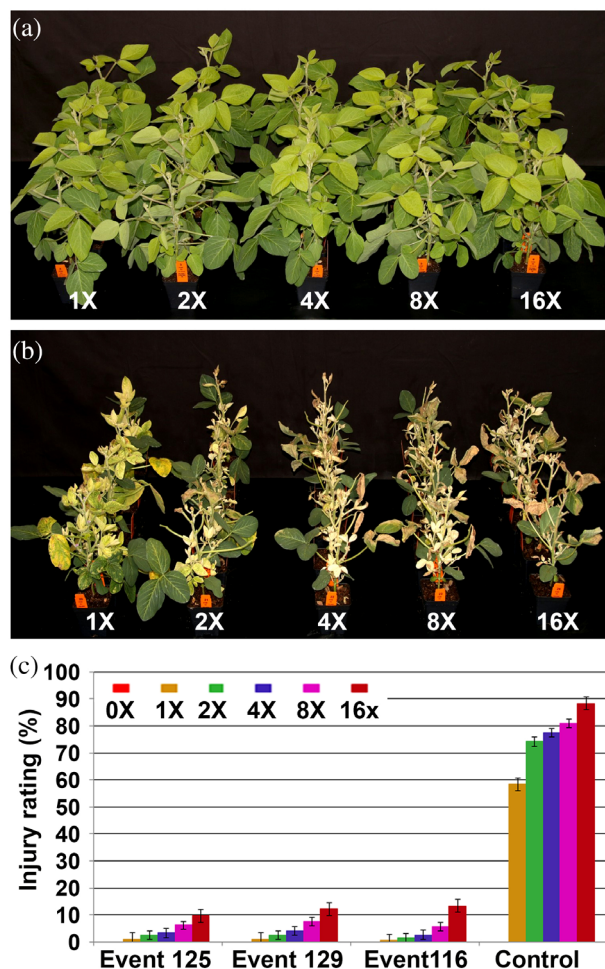 (a)
1X 2X 4X 8X 16X
(b)
1X 2X 4X 8X 16X
(c)
100
90
80
70
60
50
40
30
20
10
0
Injury rating (%)
0X 1X 2X 4X 8X 16x
Event 125 Event 129 Event116 Control